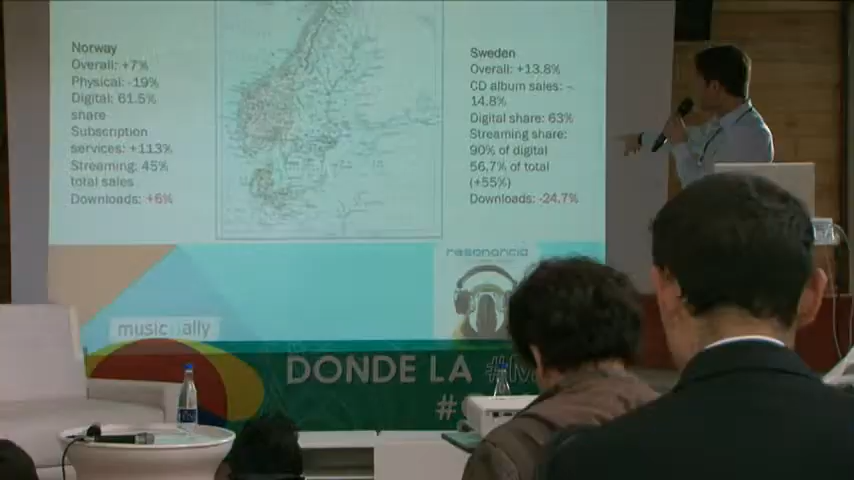 Norway
Overall: +7%
Physical: -19%
Digital: 61.5%
share
Subscription
services: +113%
Streaming: 45%
total sales
Downloads: +6%
Sweden
Overall: +13.8%
CD album sales: -
14.8%
Digital share: 63%
Streaming share:
90% of digital
56.7% of total
(+55%)
Downloads: -24.7%
resonancia
music ally
DONDE LA #M
#